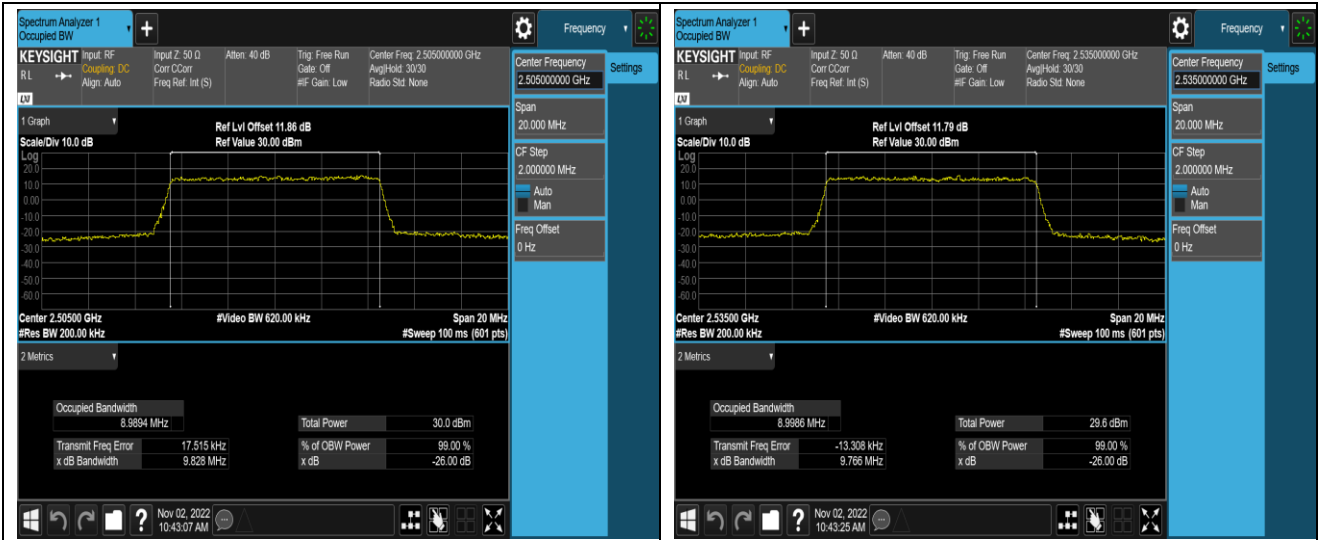 Spectrum Analyzer 1
Occupied BW
+
Frequency
KEYSIGHT
RL
LXI
Input: RF
Coupling: DC
Align: Auto
Input Z: 50 Ω
Corr CCorr
Freq Ref: Int (S)
Atten: 40 dB
Trig: Free Run
Gate: Off
#IF Gain: Low
Center Freq: 2.505000000 GHz
Avg|Hold: 30/30
Radio Std: None
Center Frequency
2.505000000 GHz
Settings
Span
20.000 MHz
CF Step
2.000000 MHz
Auto
Man
Freq Offset
0 Hz
1 Graph
Scale/Div 10.0 dB
Ref Lvl Offset 11.86 dB
Ref Value 30.00 dBm
Log
20.0
10.0
0.00
-10.0
-20.0
-30.0
-40.0
-50.0
-60.0
Center 2.50500 GHz
#Res BW 200.00 kHz
#Video BW 620.00 kHz
Span 20 MHz
#Sweep 100 ms (601 pts)
2 Metrics
Occupied Bandwidth
8.9894 MHz
Total Power 30.0 dBm
Transmit Freq Error 17.515 kHz
% of OBW Power 99.00 %
x dB Bandwidth 9.828 MHz
x dB -26.00 dB
?
Nov 02, 2022
10:43:07 AM
Spectrum Analyzer 1
Occupied BW
+
Frequency
KEYSIGHT
RL
LXI
Input: RF
Coupling: DC
Align: Auto
Input Z: 50 Ω
Corr CCorr
Freq Ref: Int (S)
Atten: 40 dB
Trig: Free Run
Gate: Off
#IF Gain: Low
Center Freq: 2.535000000 GHz
Avg|Hold: 30/30
Radio Std: None
Center Frequency
2.535000000 GHz
Settings
Span
20.000 MHz
CF Step
2.000000 MHz
Auto
Man
Freq Offset
0 Hz
1 Graph
Scale/Div 10.0 dB
Ref Lvl Offset 11.79 dB
Ref Value 30.00 dBm
Log
20.0
10.0
0.00
-10.0
-20.0
-30.0
-40.0
-50.0
-60.0
Center 2.53500 GHz
#Res BW 200.00 kHz
#Video BW 620.00 kHz
Span 20 MHz
#Sweep 100 ms (601 pts)
2 Metrics
Occupied Bandwidth
8.9986 MHz
Total Power 29.6 dBm
Transmit Freq Error -13.308 kHz
% of OBW Power 99.00 %
x dB Bandwidth 9.766 MHz
x dB -26.00 dB
?
Nov 02, 2022
10:43:25 AM